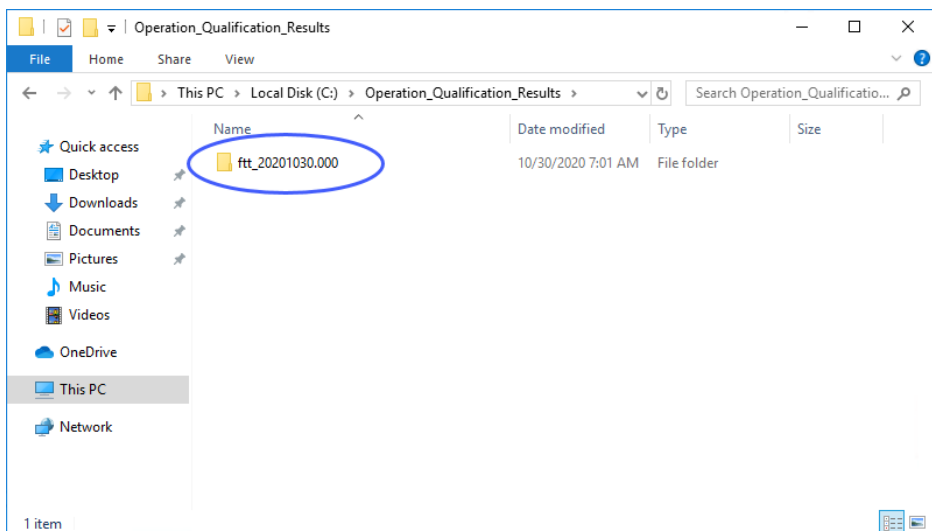 Operation_Qualification_Results
File Home Share View
This PC > Local Disk (C:) > Operation_Qualification_Results > Search Operation_Qualificatio...
Name Date modified Type Size
Quick access
ftt_20201030.000 10/30/2020 7:01 AM File folder
Desktop
Downloads
Documents
Pictures
Music
Videos
OneDrive
This PC
Network
1 item